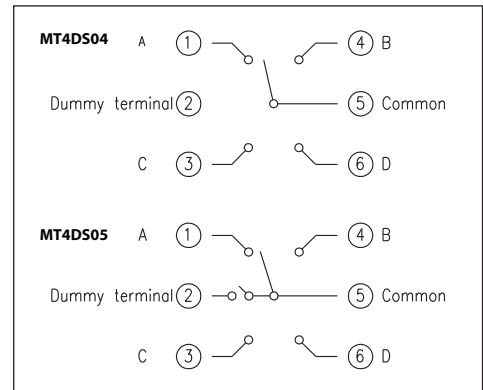 MT4DS04 A ① ④ B
Dummy terminal ② ⑤ Common
C ③ ⑥ D
MT4DS05 A ① ④ B
Dummy terminal ② ⑤ Common
C ③ ⑥ D